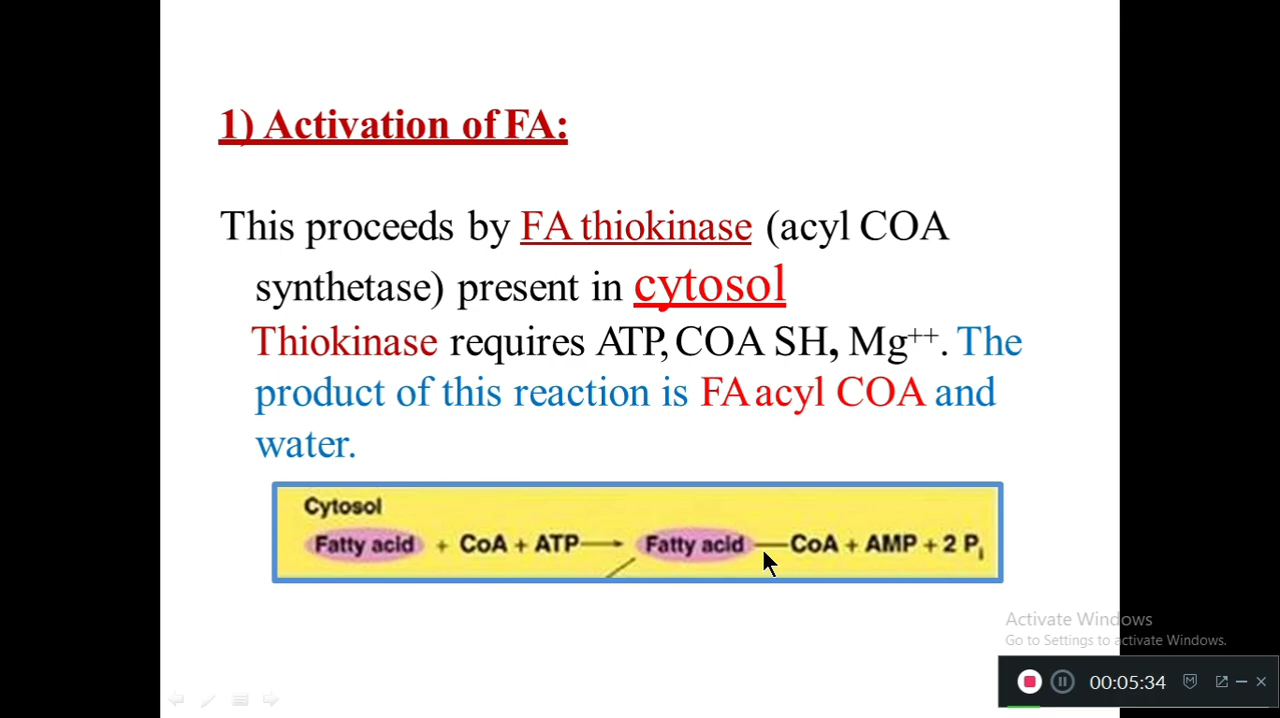 1) Activation of FA:
This proceeds by FA thiokinase (acyl COA
synthetase) present in cytosol
Thiokinase requires ATP, COA SH, Mg⁺⁺. The
product of this reaction is FA acyl COA and
water.
Cytosol
Fatty acid + CoA + ATP → Fatty acid — CoA + AMP + 2 Pi
Activate Windows
Go to Settings to activate Windows.
00:05:34